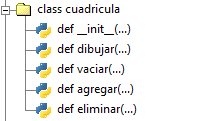 class cuadricula
def __init__(...)
def dibujar(...)
def vaciar(...)
def agregar(...)
def eliminar(...)